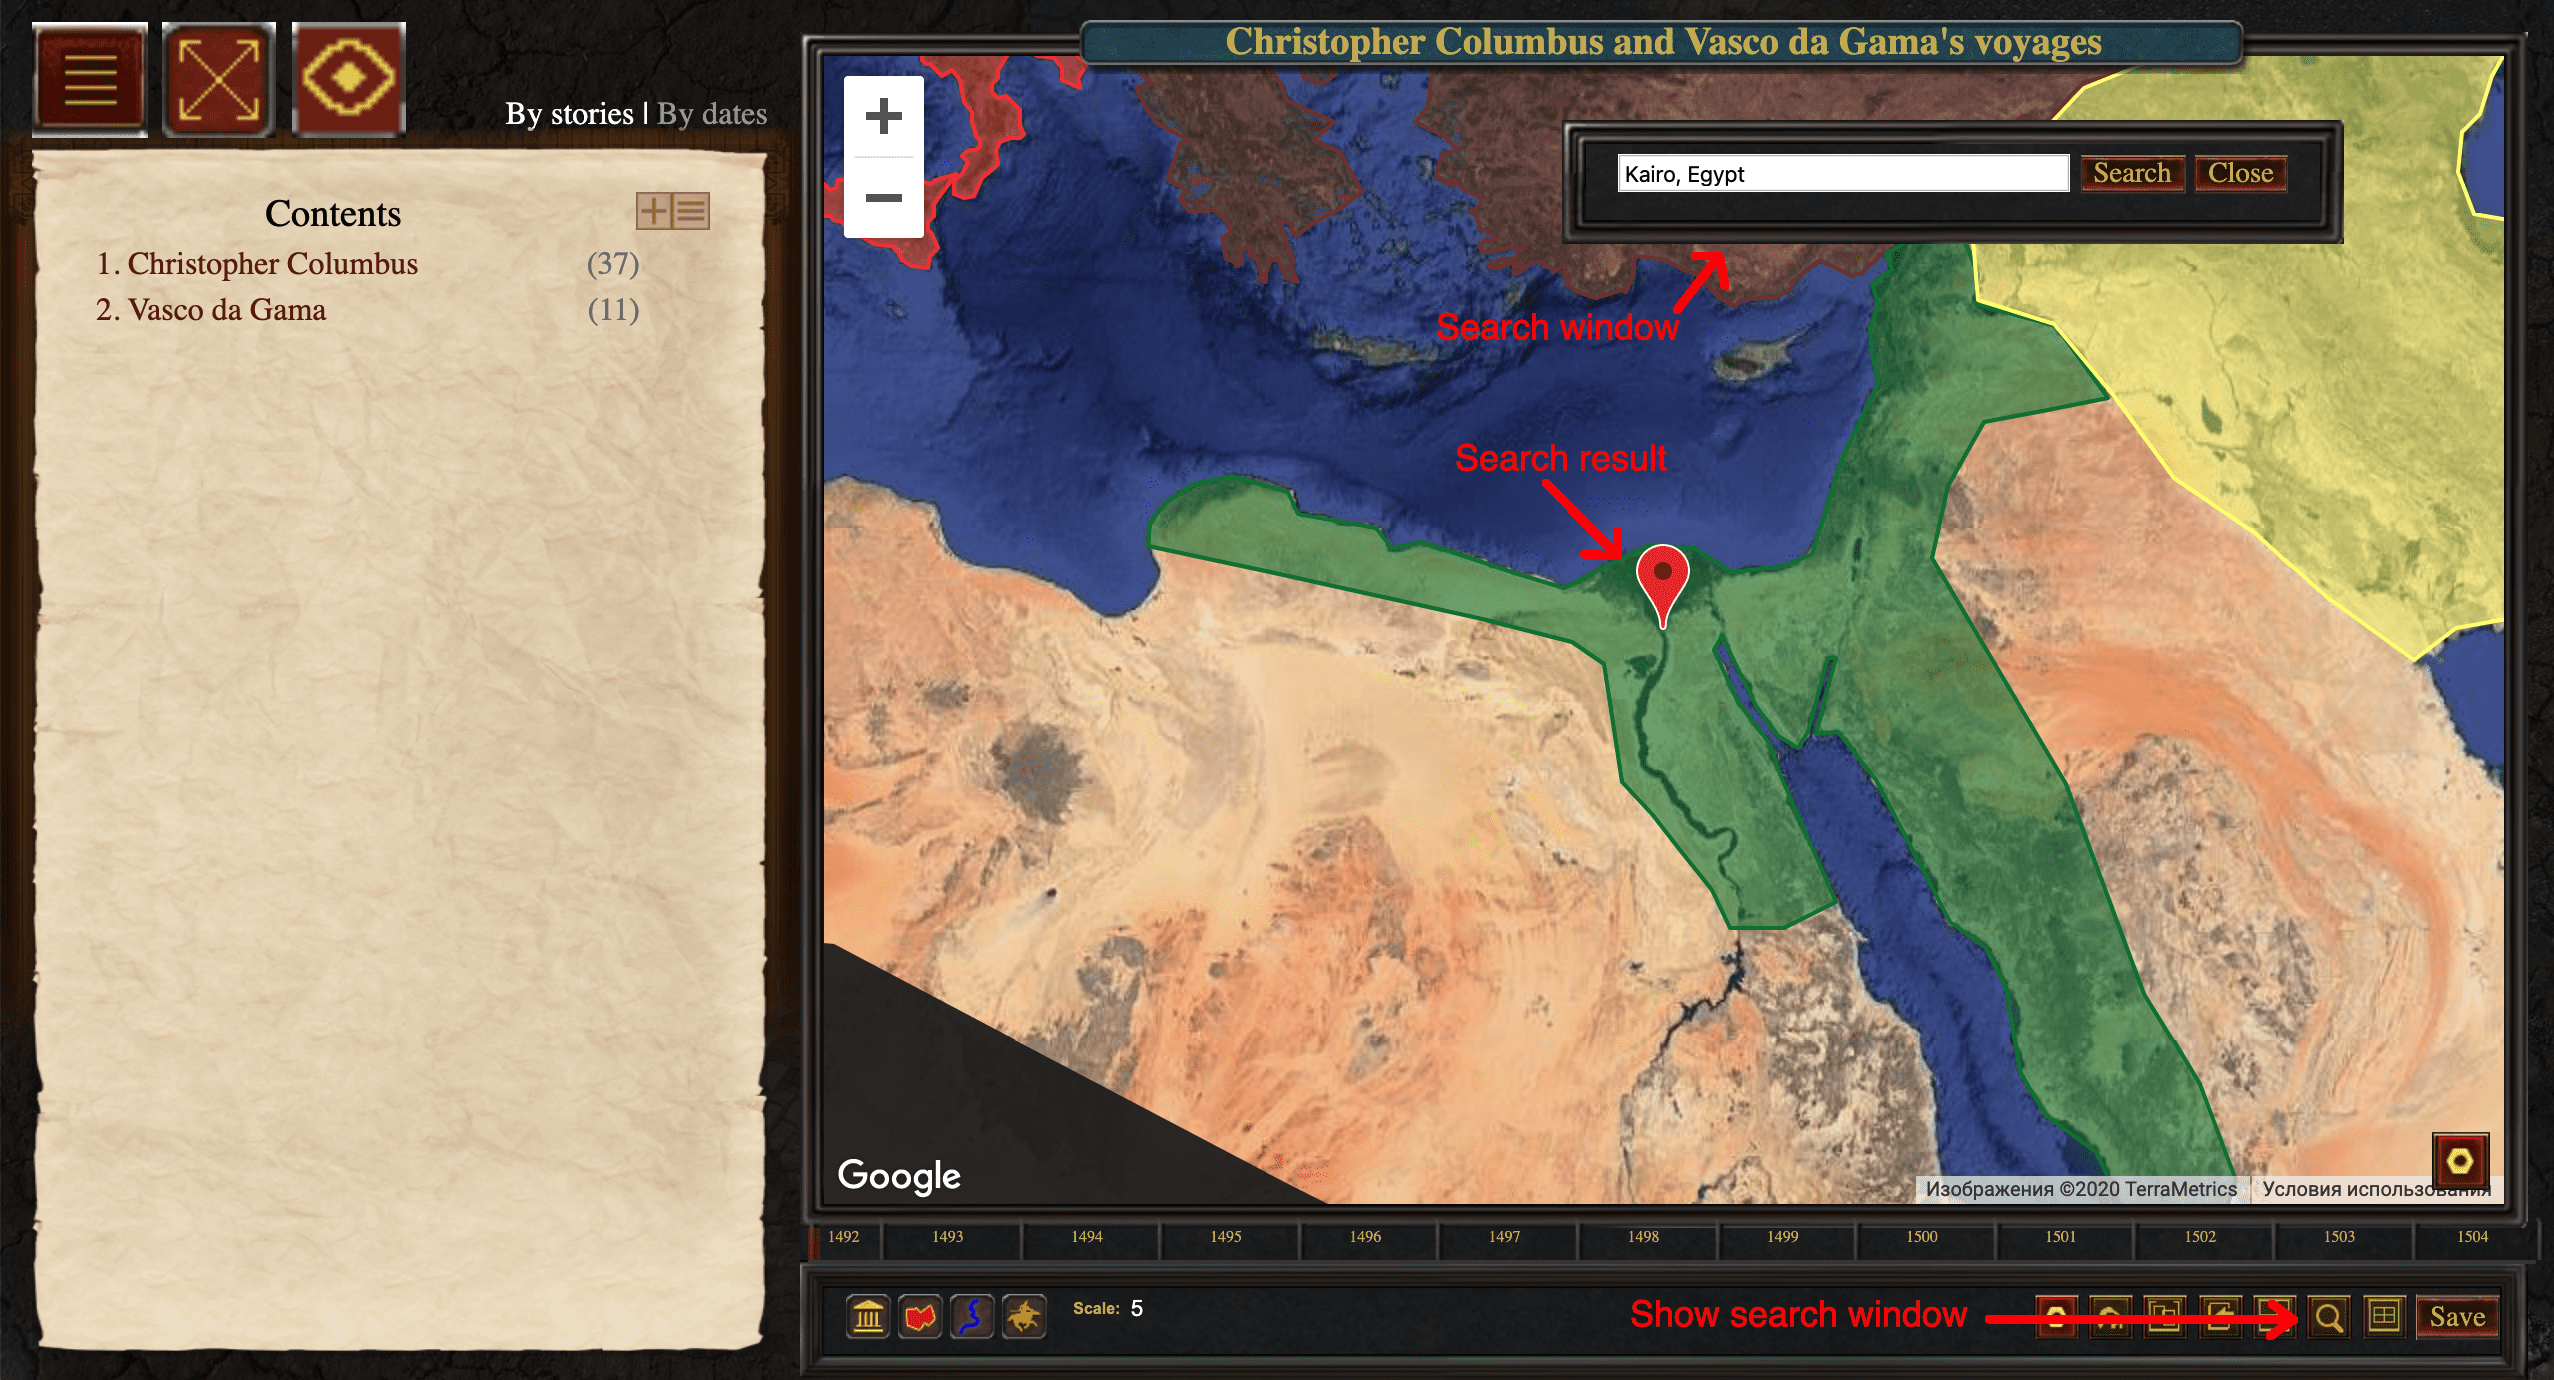 Christopher Columbus and Vasco da Gama's voyages
By stories | By dates
Contents
1. Christopher Columbus (37)
2. Vasco da Gama (11)
+
−
Kairo, Egypt Search Close
Search window
Search result
Google
Изображения ©2020 TerraMetrics Условия использования
1492 1493 1494 1495 1496 1497 1498 1499 1500 1501 1502 1503 1504
Scale: 5
Show search window
Save